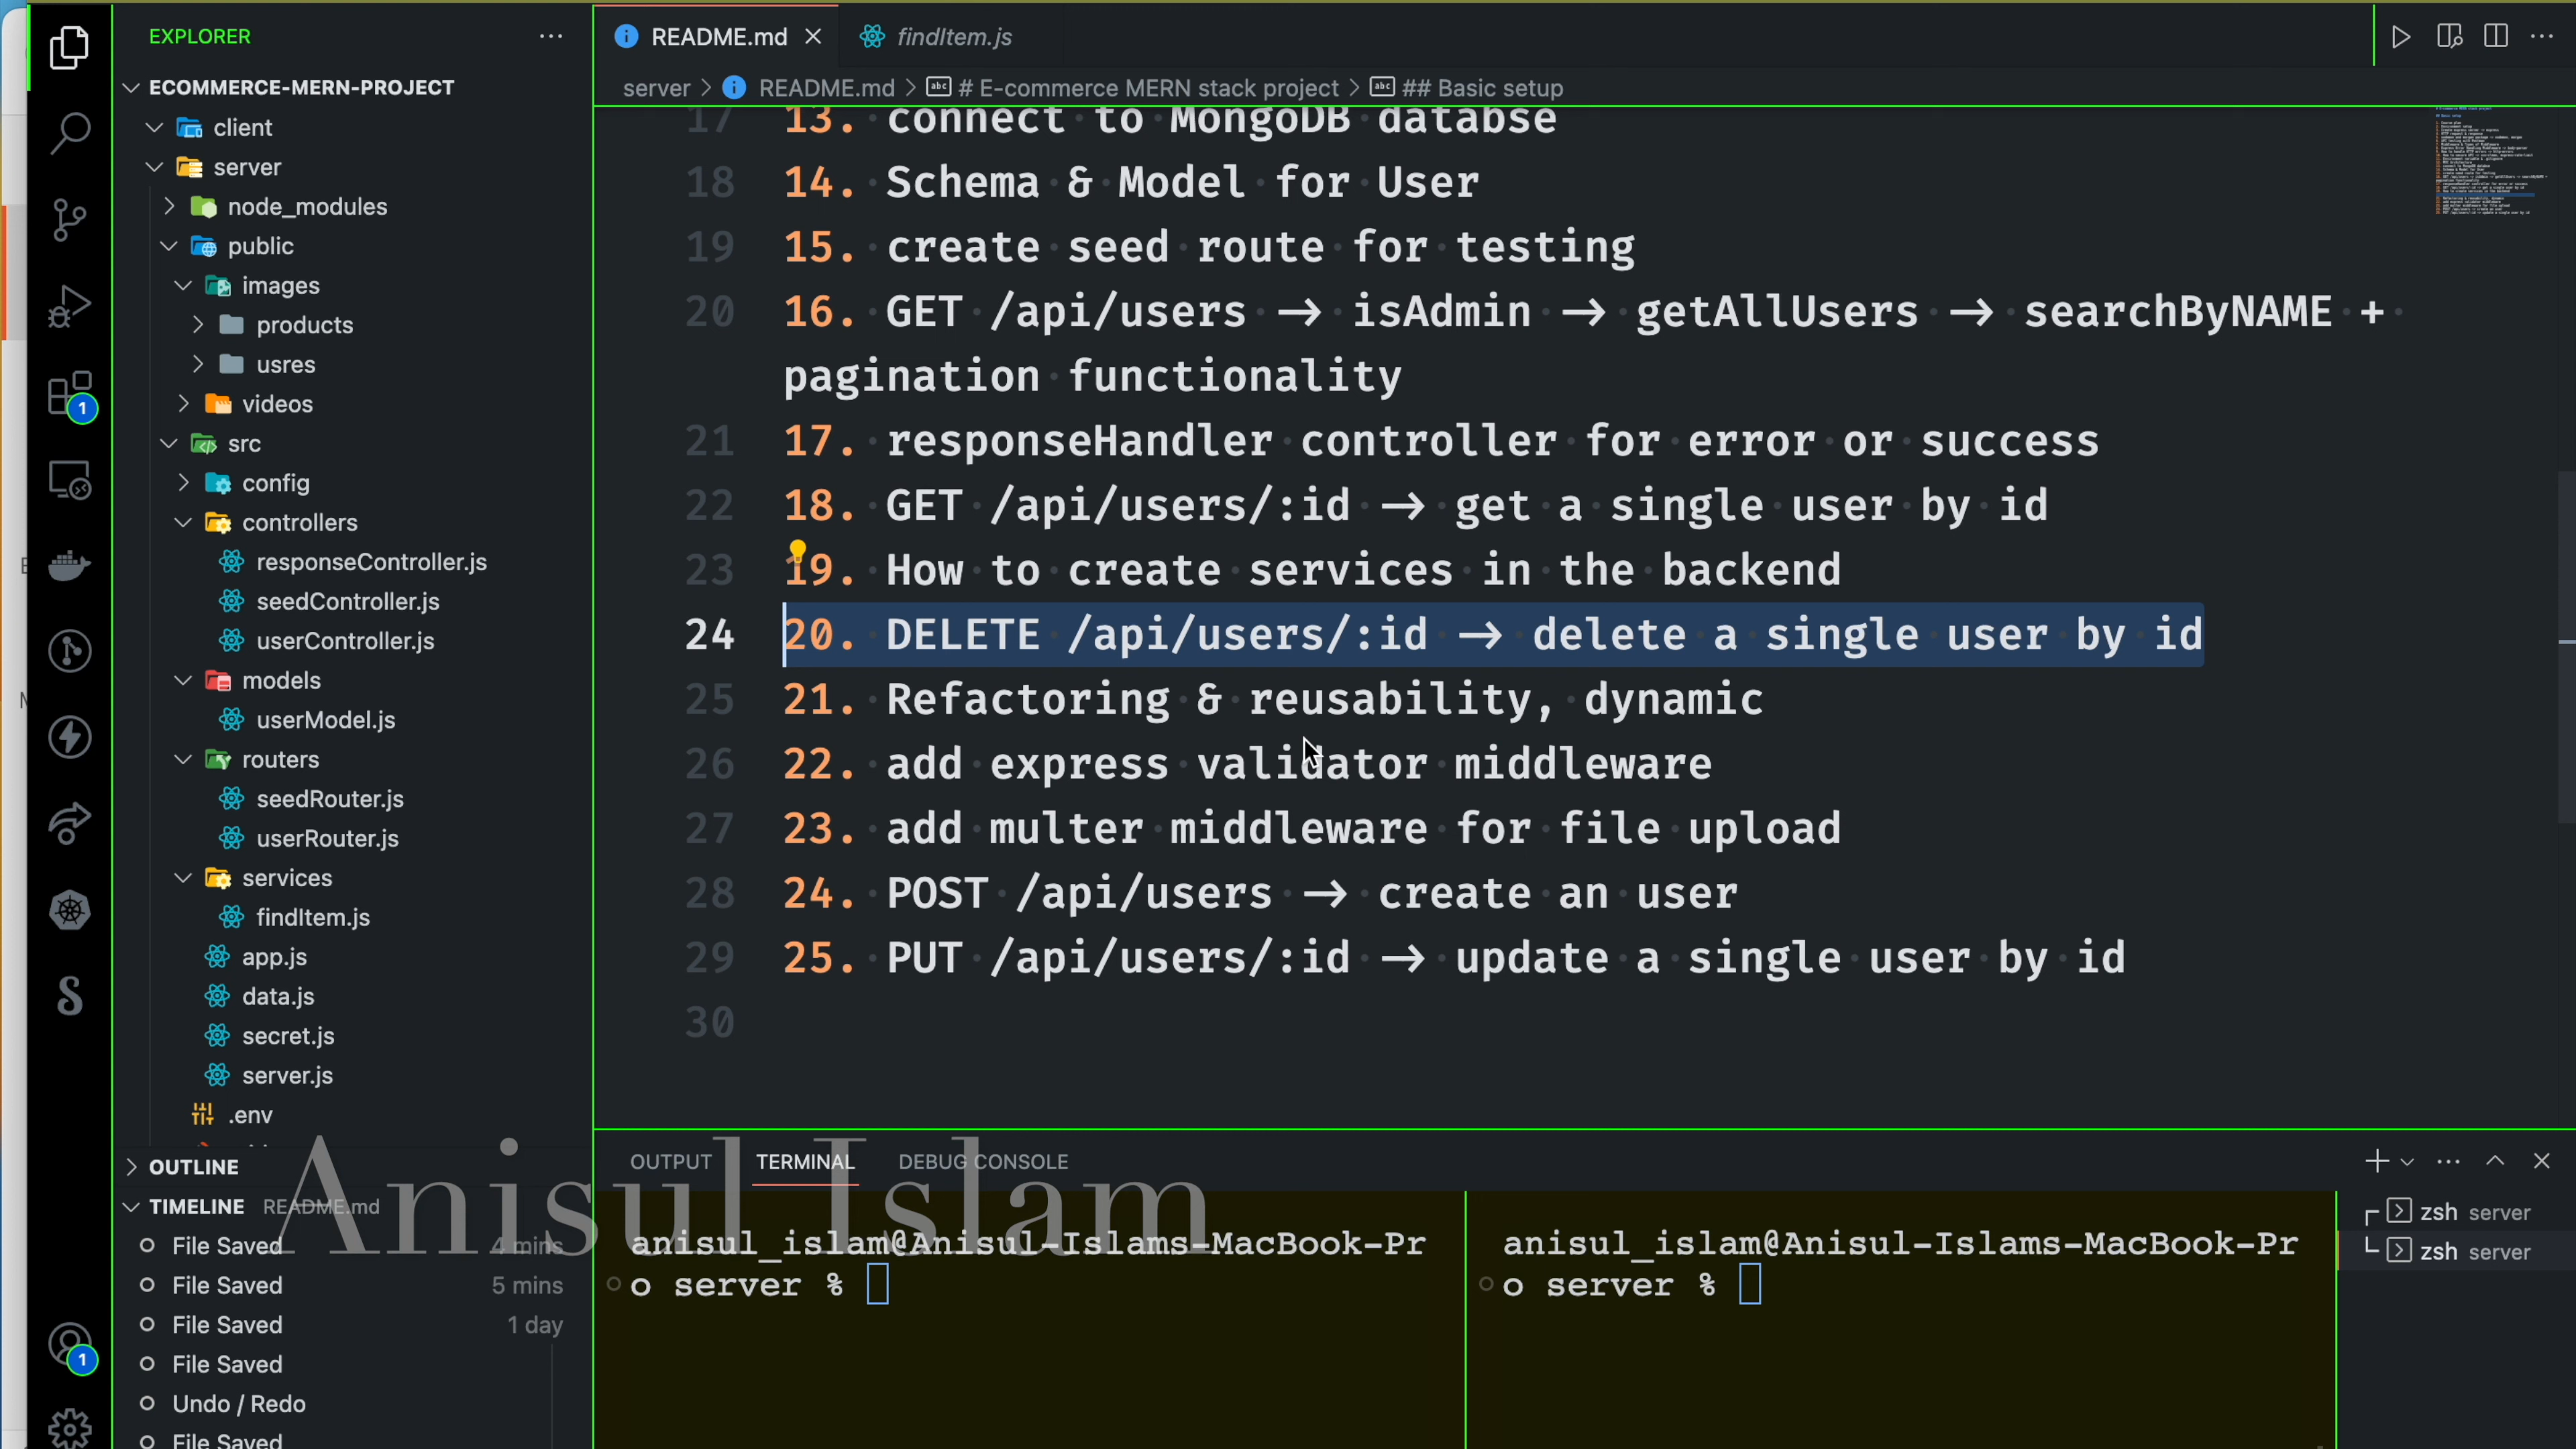 EXPLORER
ECOMMERCE-MERN-PROJECT
client
server
node_modules
public
images
products
usres
videos
src
config
controllers
responseController.js
seedController.js
userController.js
models
userModel.js
routers
seedRouter.js
userRouter.js
services
findItem.js
app.js
data.js
secret.js
server.js
.env
OUTLINE
TIMELINE README.md
File Saved 4 mins
File Saved 5 mins
File Saved 1 day
File Saved
Undo / Redo
File Saved
1
1
README.md
findItem.js
server > README.md > # E-commerce MERN stack project > ## Basic setup
17 13. connect to MongoDB databse
18 14. Schema & Model for User
19 15. create seed route for testing
20 16. GET /api/users → isAdmin → getAllUsers → searchByNAME +
pagination functionality
21 17. responseHandler controller for error or success
22 18. GET /api/users/:id → get a single user by id
23 19. How to create services in the backend
24 20. DELETE /api/users/:id → delete a single user by id
25 21. Refactoring & reusability, dynamic
26 22. add express validator middleware
27 23. add multer middleware for file upload
28 24. POST /api/users → create an user
29 25. PUT /api/users/:id → update a single user by id
30
OUTPUT TERMINAL DEBUG CONSOLE
anisul_islam@Anisul-Islams-MacBook-Pr
o server %
anisul_islam@Anisul-Islams-MacBook-Pr
o server %
zsh server
zsh server
Anisul Islam